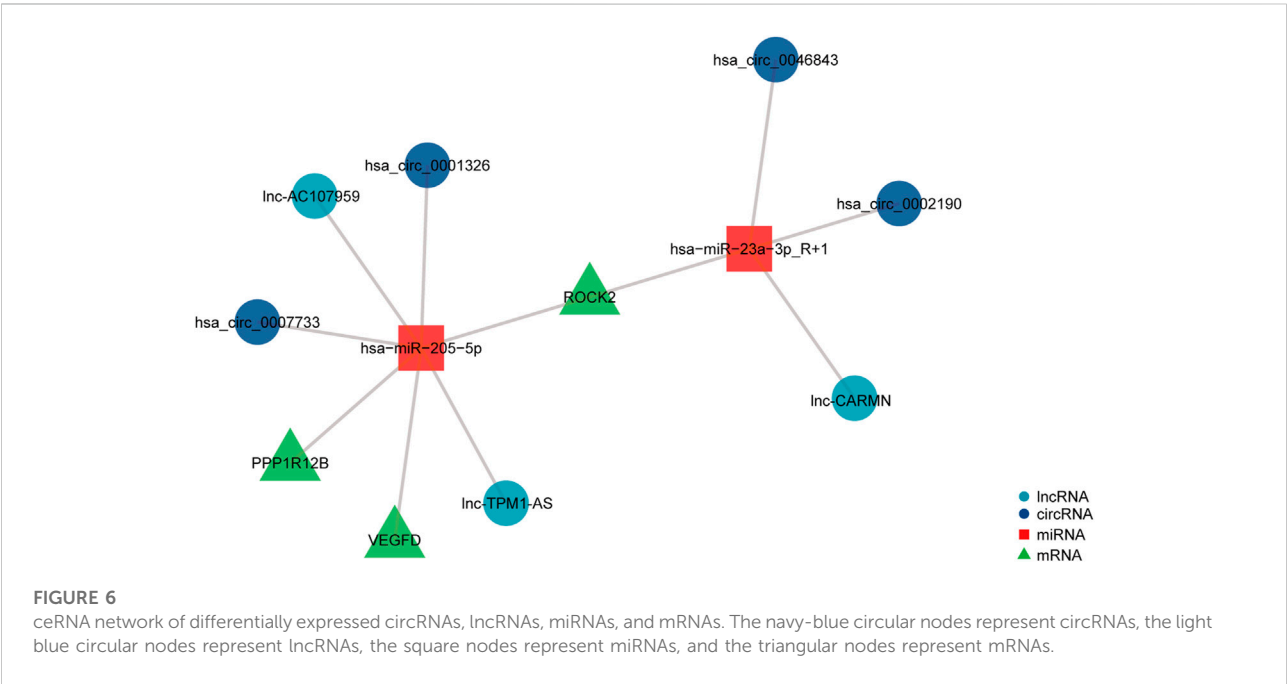 hsa_circ_0046843
hsa_circ_0001326
lnc-AC107959
hsa_circ_0002190
hsa−miR−23a−3p_R+1
ROCK2
hsa_circ_0007733
hsa−miR−205−5p
lnc-CARMN
PPP1R12B
lnc-TPM1-AS
VEGFD
lncRNA
circRNA
miRNA
mRNA
FIGURE 6
ceRNA network of differentially expressed circRNAs, lncRNAs, miRNAs, and mRNAs. The navy-blue circular nodes represent circRNAs, the light
blue circular nodes represent lncRNAs, the square nodes represent miRNAs, and the triangular nodes represent mRNAs.